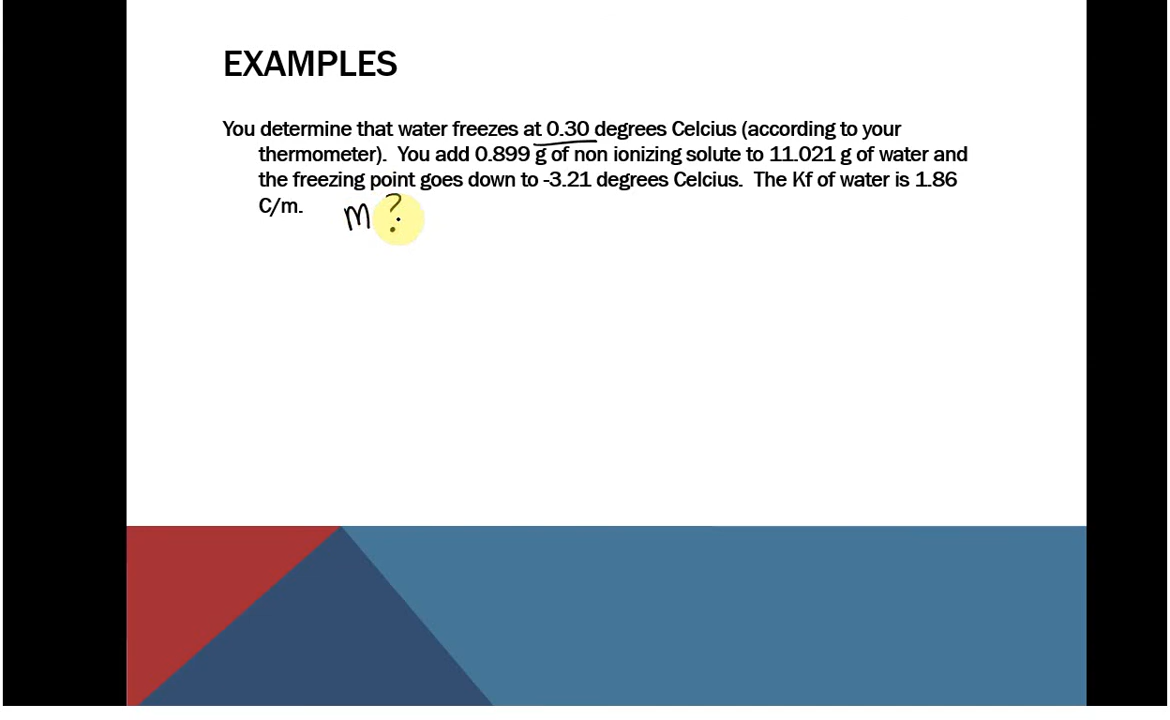 EXAMPLES
You determine that water freezes at 0.30 degrees Celcius (according to your
thermometer). You add 0.899 g of non ionizing solute to 11.021 g of water and
the freezing point goes down to -3.21 degrees Celcius. The Kf of water is 1.86
C/m.
m ?